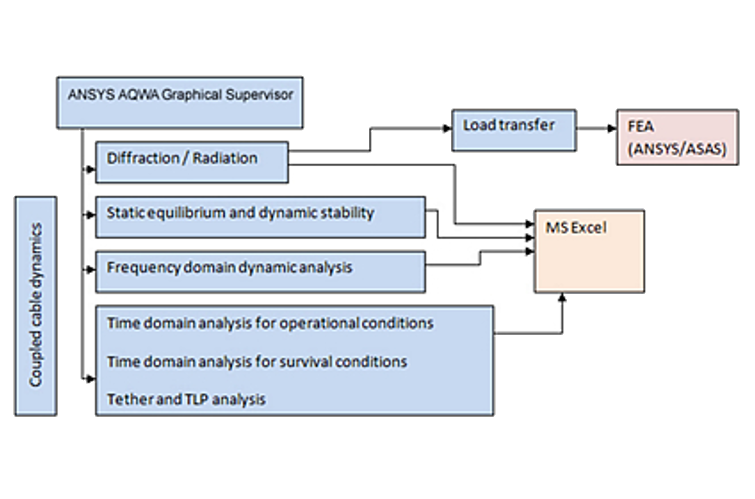 ANSYS AQWA Graphical Supervisor
Load transfer
FEA
(ANSYS/ASAS)
Diffraction / Radiation
Static equilibrium and dynamic stability
MS Excel
Frequency domain dynamic analysis
Coupled cable dynamics
Time domain analysis for operational conditions
Time domain analysis for survival conditions
Tether and TLP analysis